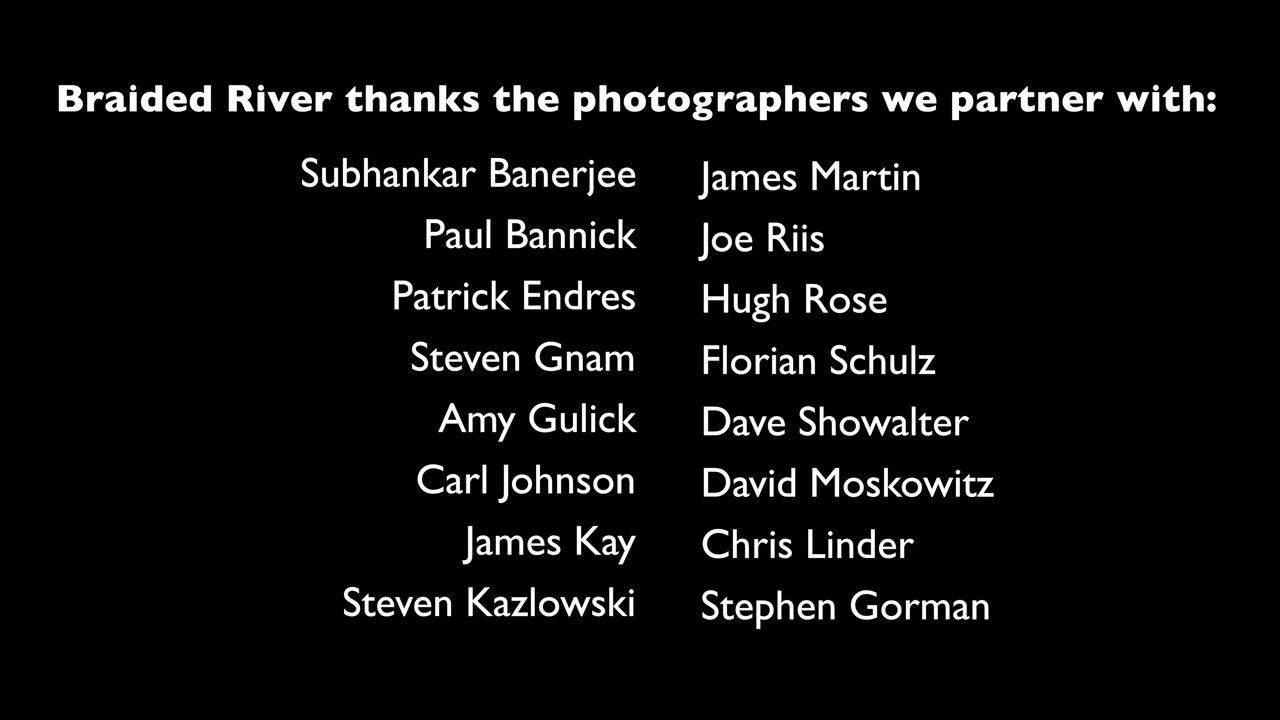 Braided River thanks the photographers we partner with:
Subhankar Banerjee
Paul Bannick
Patrick Endres
Steven Gnam
Amy Gulick
Carl Johnson
James Kay
Steven Kazlowski
James Martin
Joe Riis
Hugh Rose
Florian Schulz
Dave Showalter
David Moskowitz
Chris Linder
Stephen Gorman